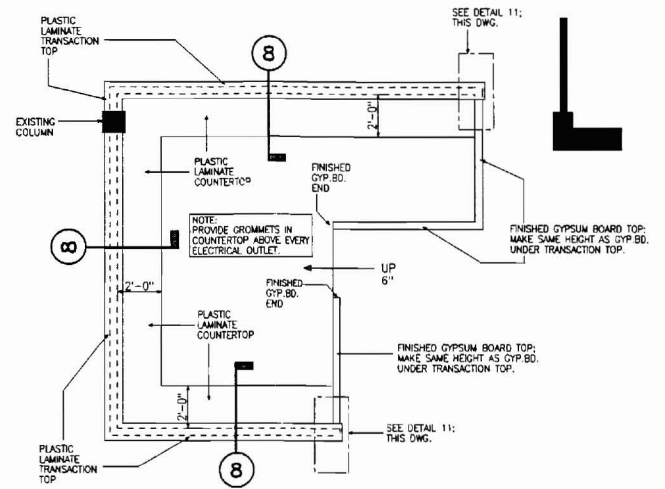 PLASTIC
LAMINATE
TRANSACTION
TOP
8
SEE DETAIL 11;
THIS DWG.
EXISTING
COLUMN
2'-0"
PLASTIC
LAMINATE
COUNTERTOP
FINISHED
GYP.BD.
END
NOTE:
PROVIDE GROMMETS IN
COUNTERTOP ABOVE EVERY
ELECTRICAL OUTLET.
FINISHED GYPSUM BOARD TOP;
MAKE SAME HEIGHT AS GYP.BD.
UNDER TRANSACTION TOP.
8
UP
6"
2'-0"
FINISHED
GYP.BD.
END
PLASTIC
LAMINATE
COUNTERTOP
FINISHED GYPSUM BOARD TOP;
MAKE SAME HEIGHT AS GYP.BD.
UNDER TRANSACTION TOP.
2'-0"
SEE DETAIL 11;
THIS DWG.
PLASTIC
LAMINATE
TRANSACTION
TOP
8